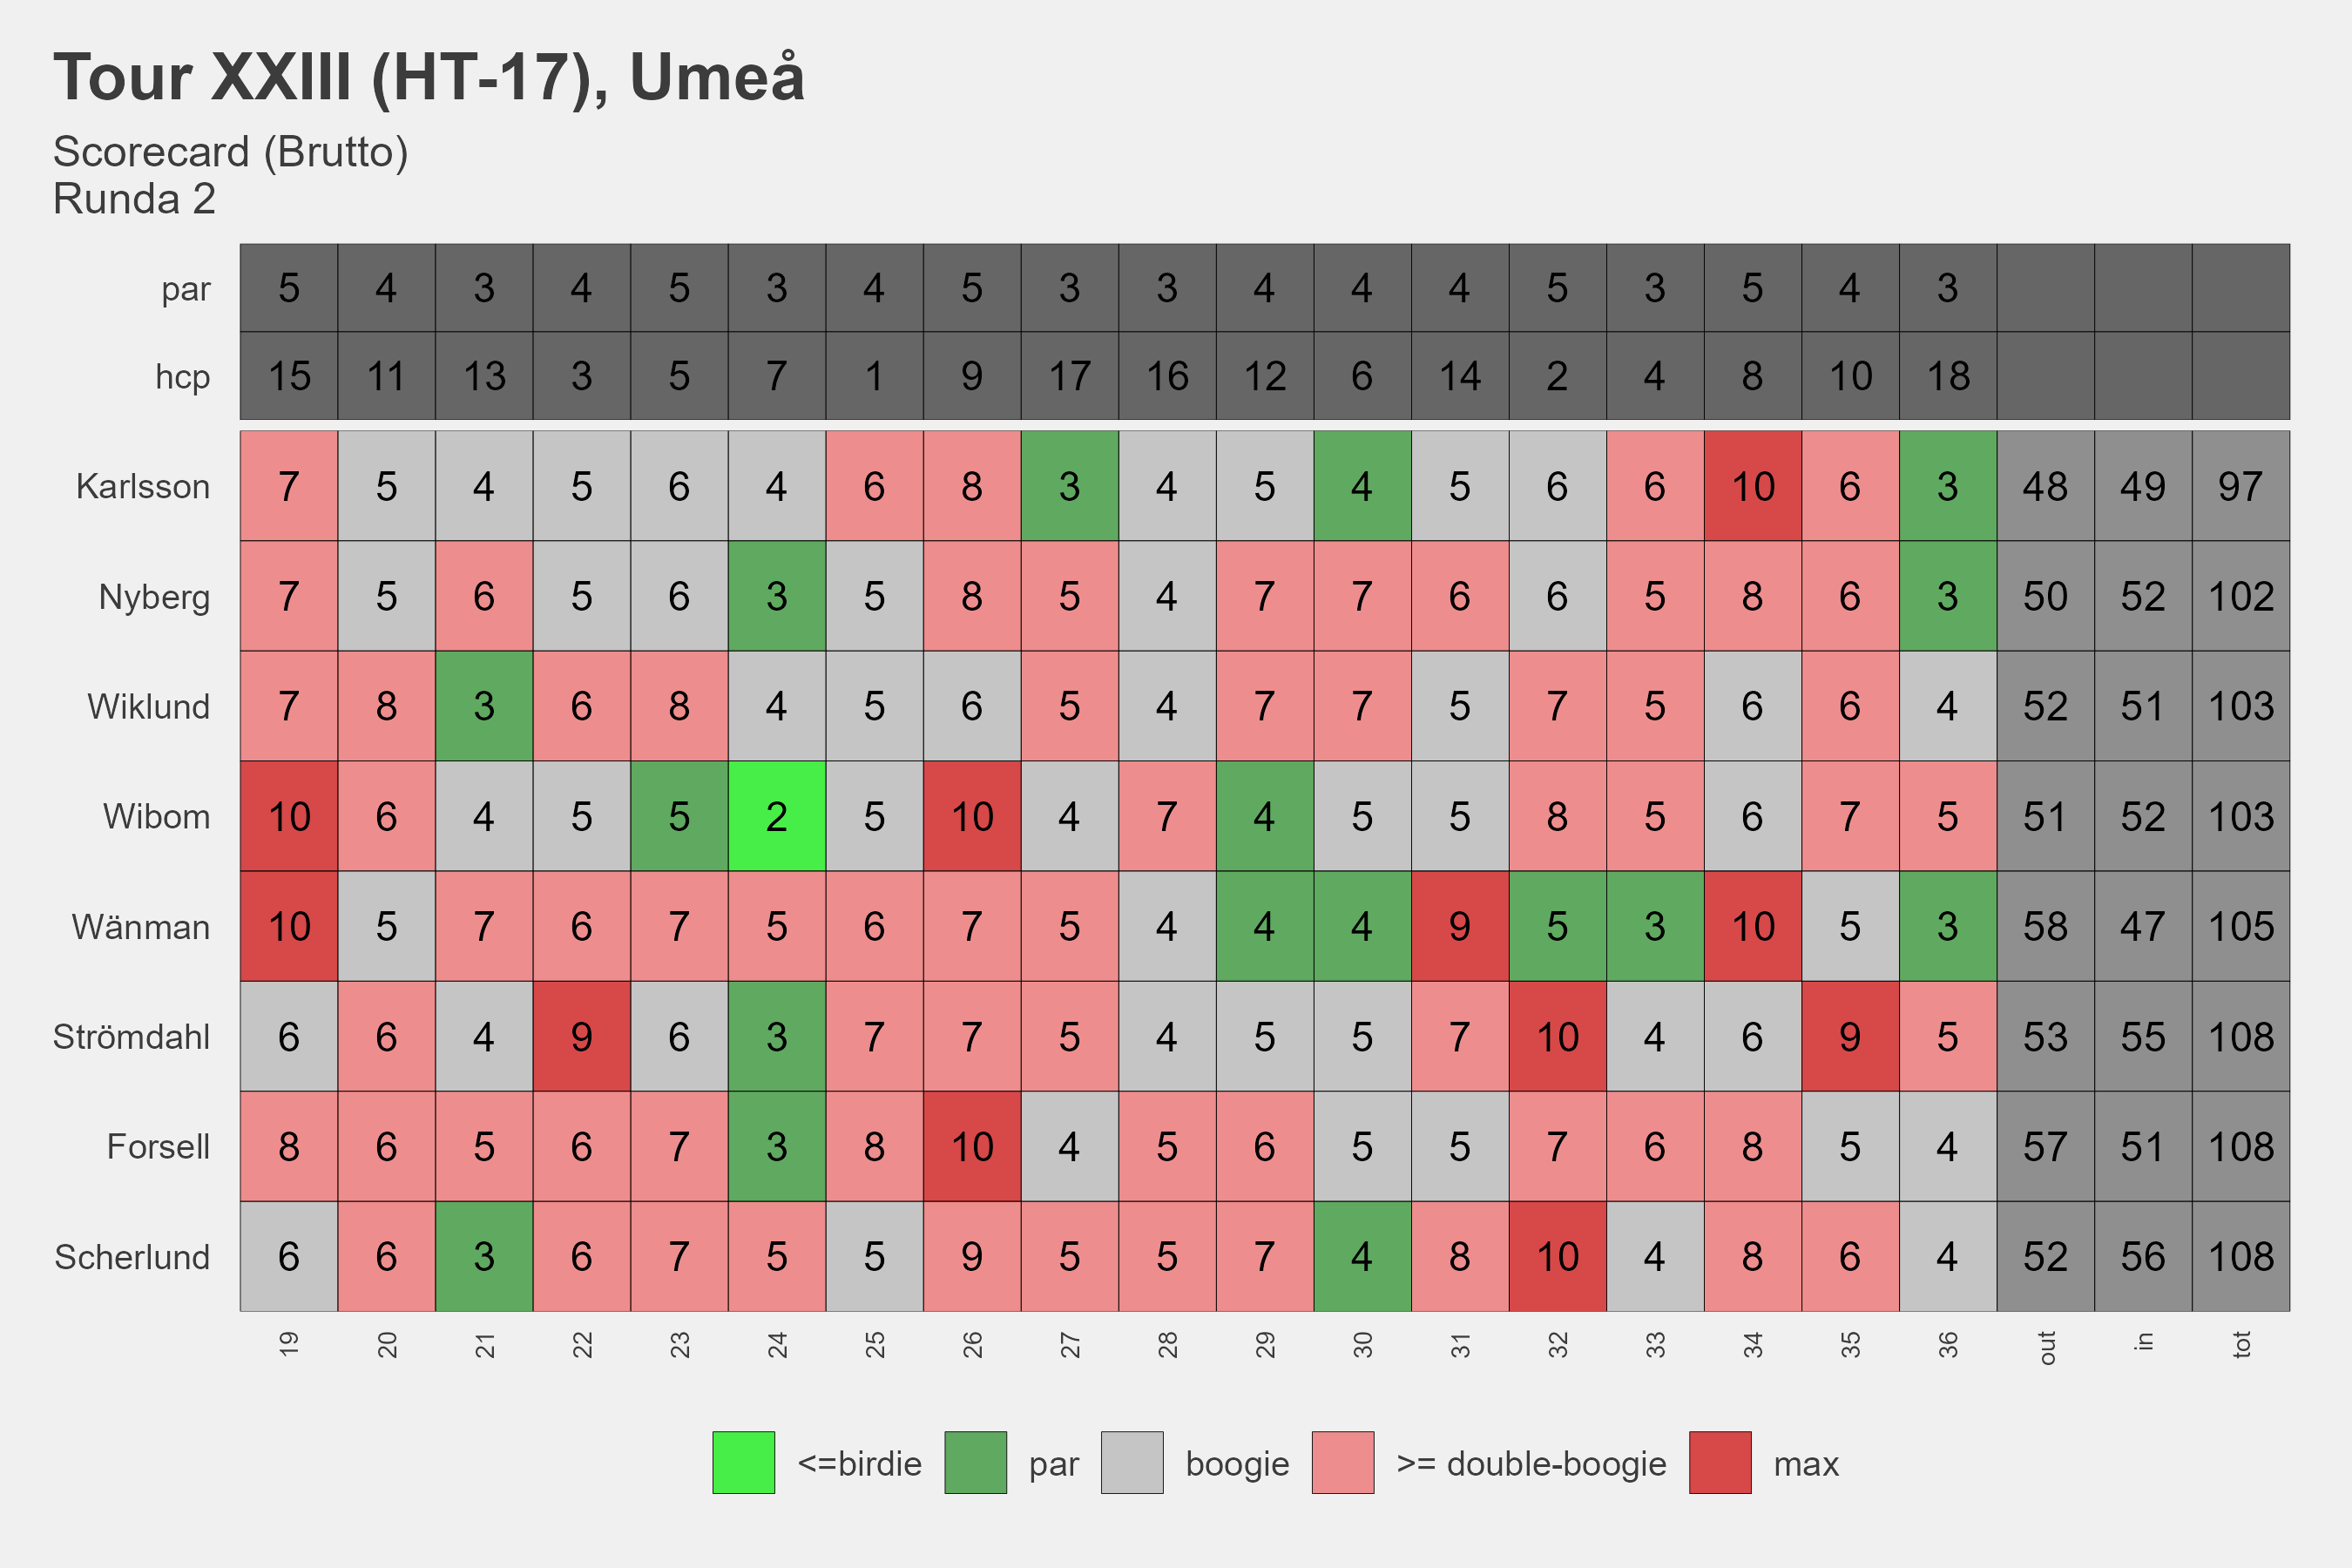 Tour XXIII (HT-17), Umeå
Scorecard (Brutto)
Runda 2
par 5 4 3 4 5 3 4 5 3 3 4 4 4 5 3 5 4 3
hcp 15 11 13 3 5 7 1 9 17 16 12 6 14 2 4 8 10 18
Karlsson 7 5 4 5 6 4 6 8 3 4 5 4 5 6 6 10 6 3 48 49 97
Nyberg 7 5 6 5 6 3 5 8 5 4 7 7 6 6 5 8 6 3 50 52 102
Wiklund 7 8 3 6 8 4 5 6 5 4 7 7 5 7 5 6 6 4 52 51 103
Wibom 10 6 4 5 5 2 5 10 4 7 4 5 5 8 5 6 7 5 51 52 103
Wänman 10 5 7 6 7 5 6 7 5 4 4 4 9 5 3 10 5 3 58 47 105
Strömdahl 6 6 4 9 6 3 7 7 5 4 5 5 7 10 4 6 9 5 53 55 108
Forsell 8 6 5 6 7 3 8 10 4 5 6 5 5 7 6 8 5 4 57 51 108
Scherlund 6 6 3 6 7 5 5 9 5 5 7 4 8 10 4 8 6 4 52 56 108
19 20 21 22 23 24 25 26 27 28 29 30 31 32 33 34 35 36 out in tot
<=birdie par boogie >= double-boogie max